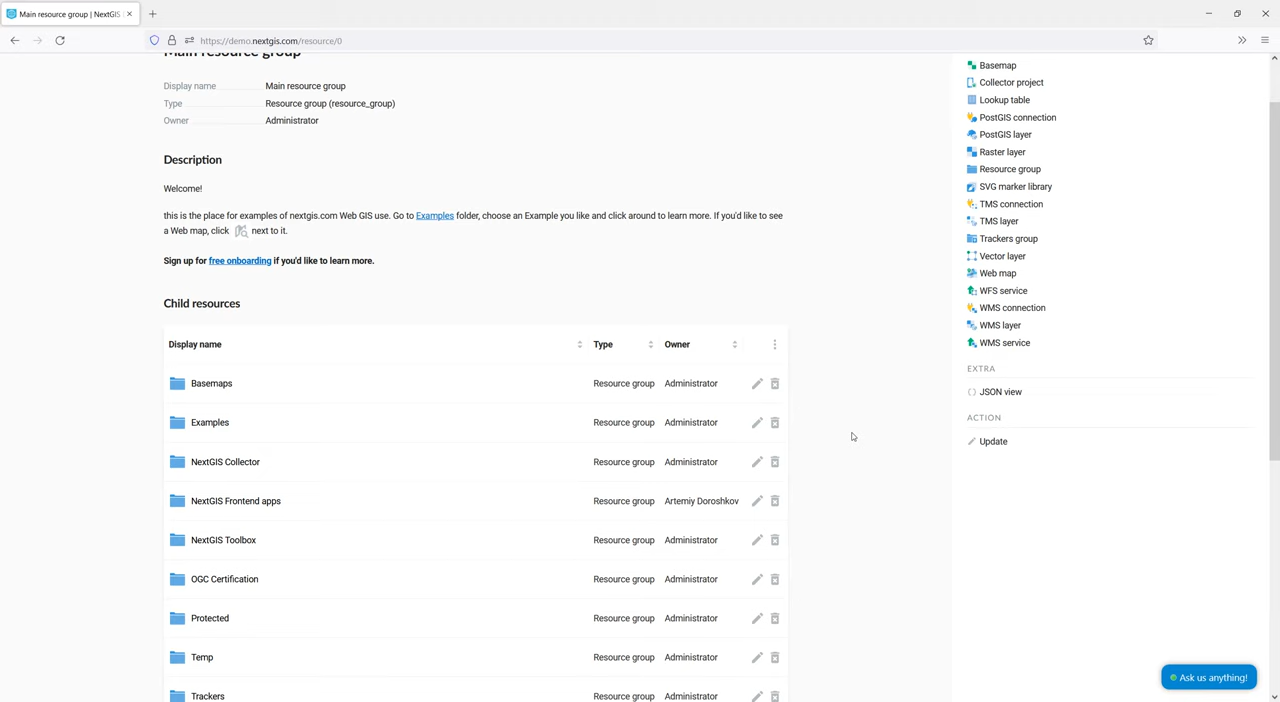 Main resource group | NextGIS
https://demo.nextgis.com/resource/0
Main resource group
Display name Main resource group
Type Resource group (resource_group)
Owner Administrator
Description
Welcome!
this is the place for examples of nextgis.com Web GIS use. Go to Examples folder, choose an Example you like and click around to learn more. If you'd like to see
a Web map, click next to it.
Sign up for free onboarding if you'd like to learn more.
Child resources
Display name Type Owner
Basemaps Resource group Administrator
Examples Resource group Administrator
NextGIS Collector Resource group Administrator
NextGIS Frontend apps Resource group Artemiy Doroshkov
NextGIS Toolbox Resource group Administrator
OGC Certification Resource group Administrator
Protected Resource group Administrator
Temp Resource group Administrator
Trackers Resource group Administrator
Basemap
Collector project
Lookup table
PostGIS connection
PostGIS layer
Raster layer
Resource group
SVG marker library
TMS connection
TMS layer
Trackers group
Vector layer
Web map
WFS service
WMS connection
WMS layer
WMS service
EXTRA
JSON view
ACTION
Update
Ask us anything!